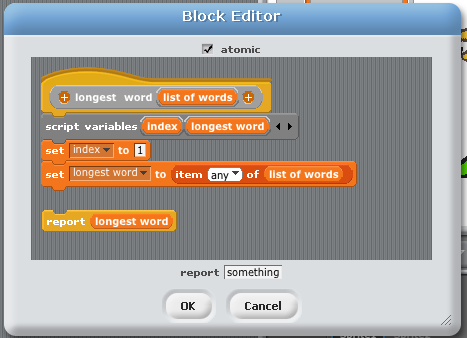 Block Editor
atomic
+ longest word list of words +
script variables index longest word
set index to 1
set longest word to item any of list of words
report longest word
report something
OK Cancel